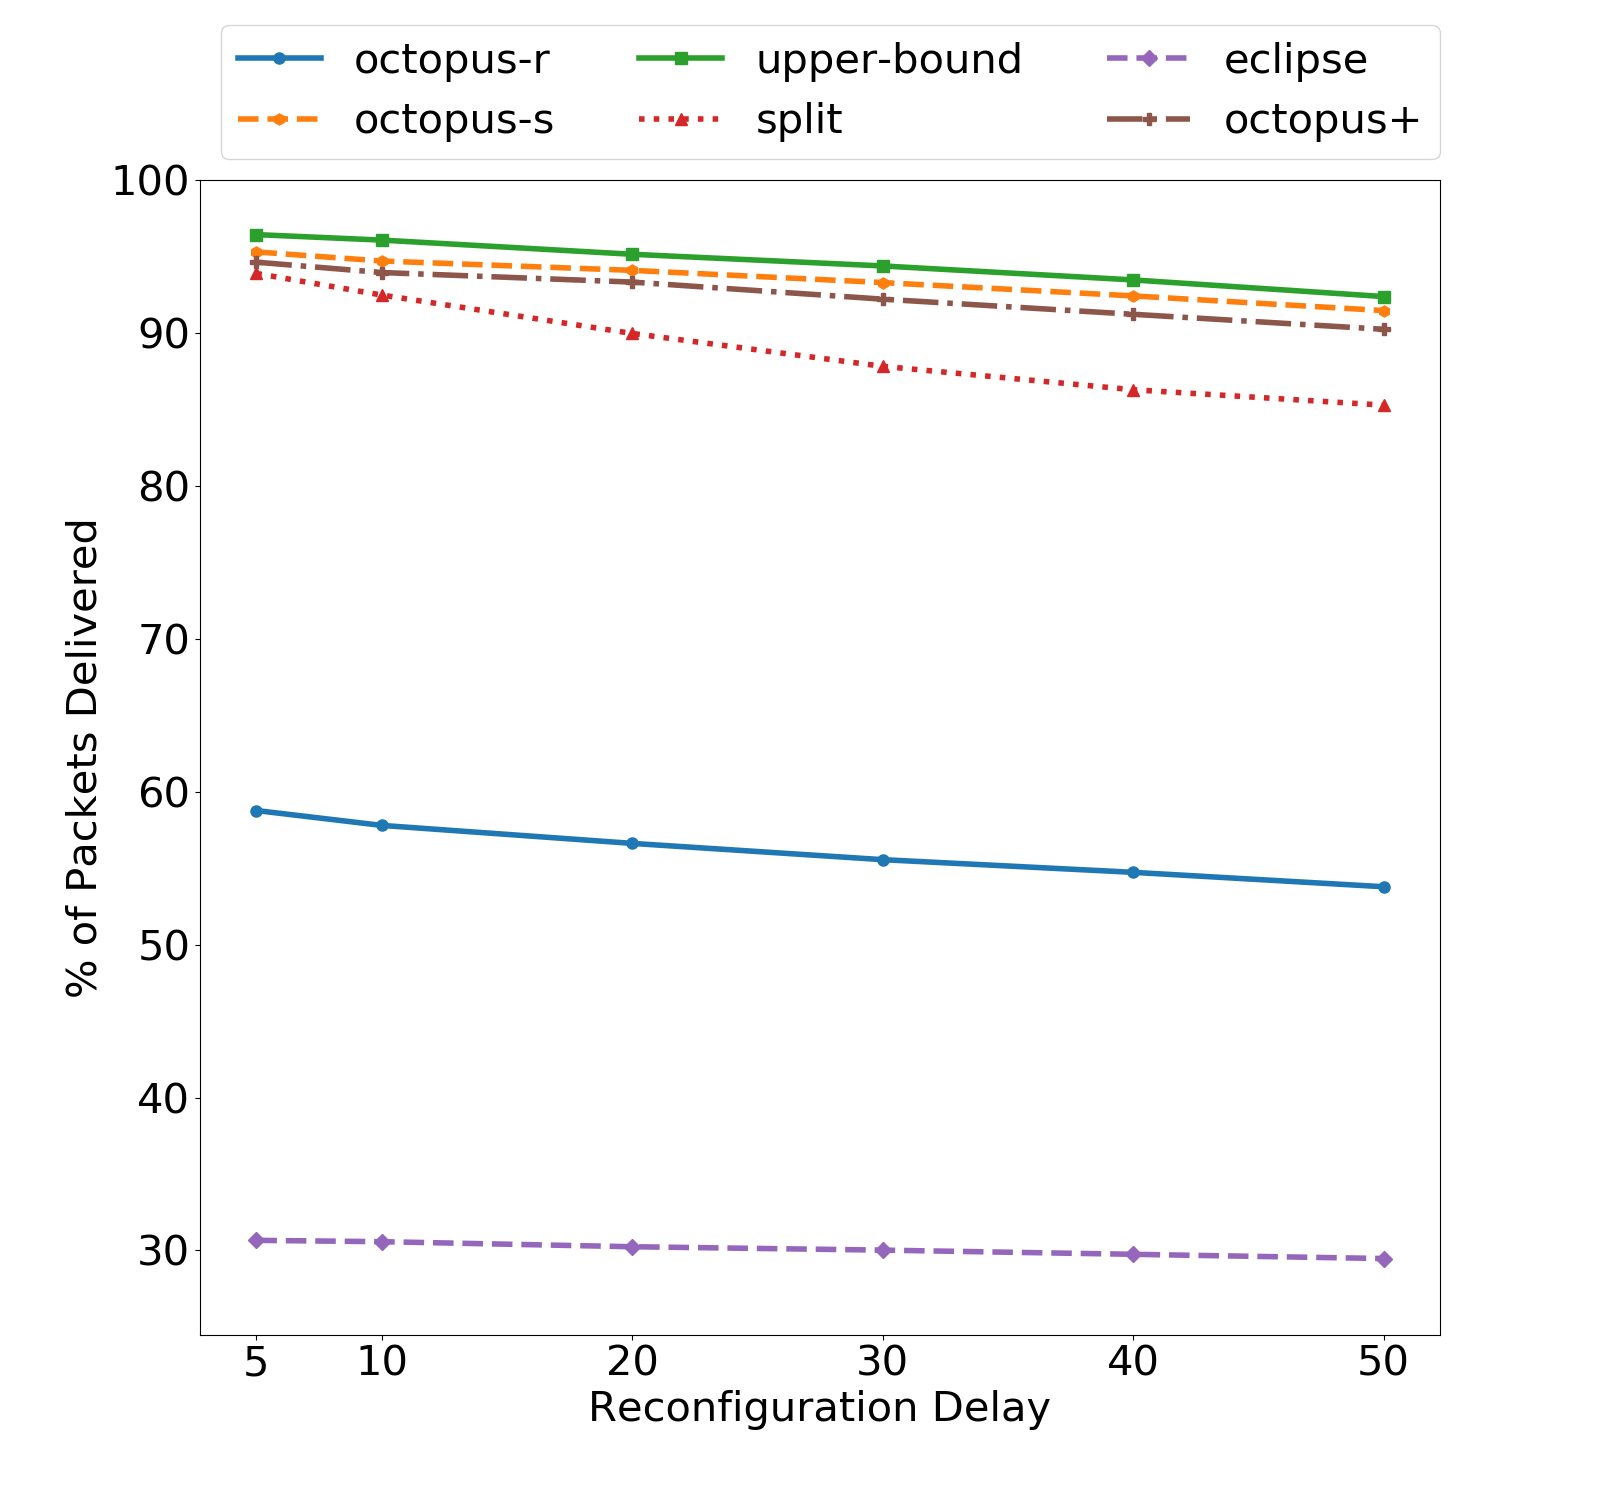 octopus-r
upper-bound
eclipse
octopus-s
split
octopus+
100
90
80
70
60
50
40
30
% of Packets Delivered
5 10 20 30 40 50
Reconfiguration Delay